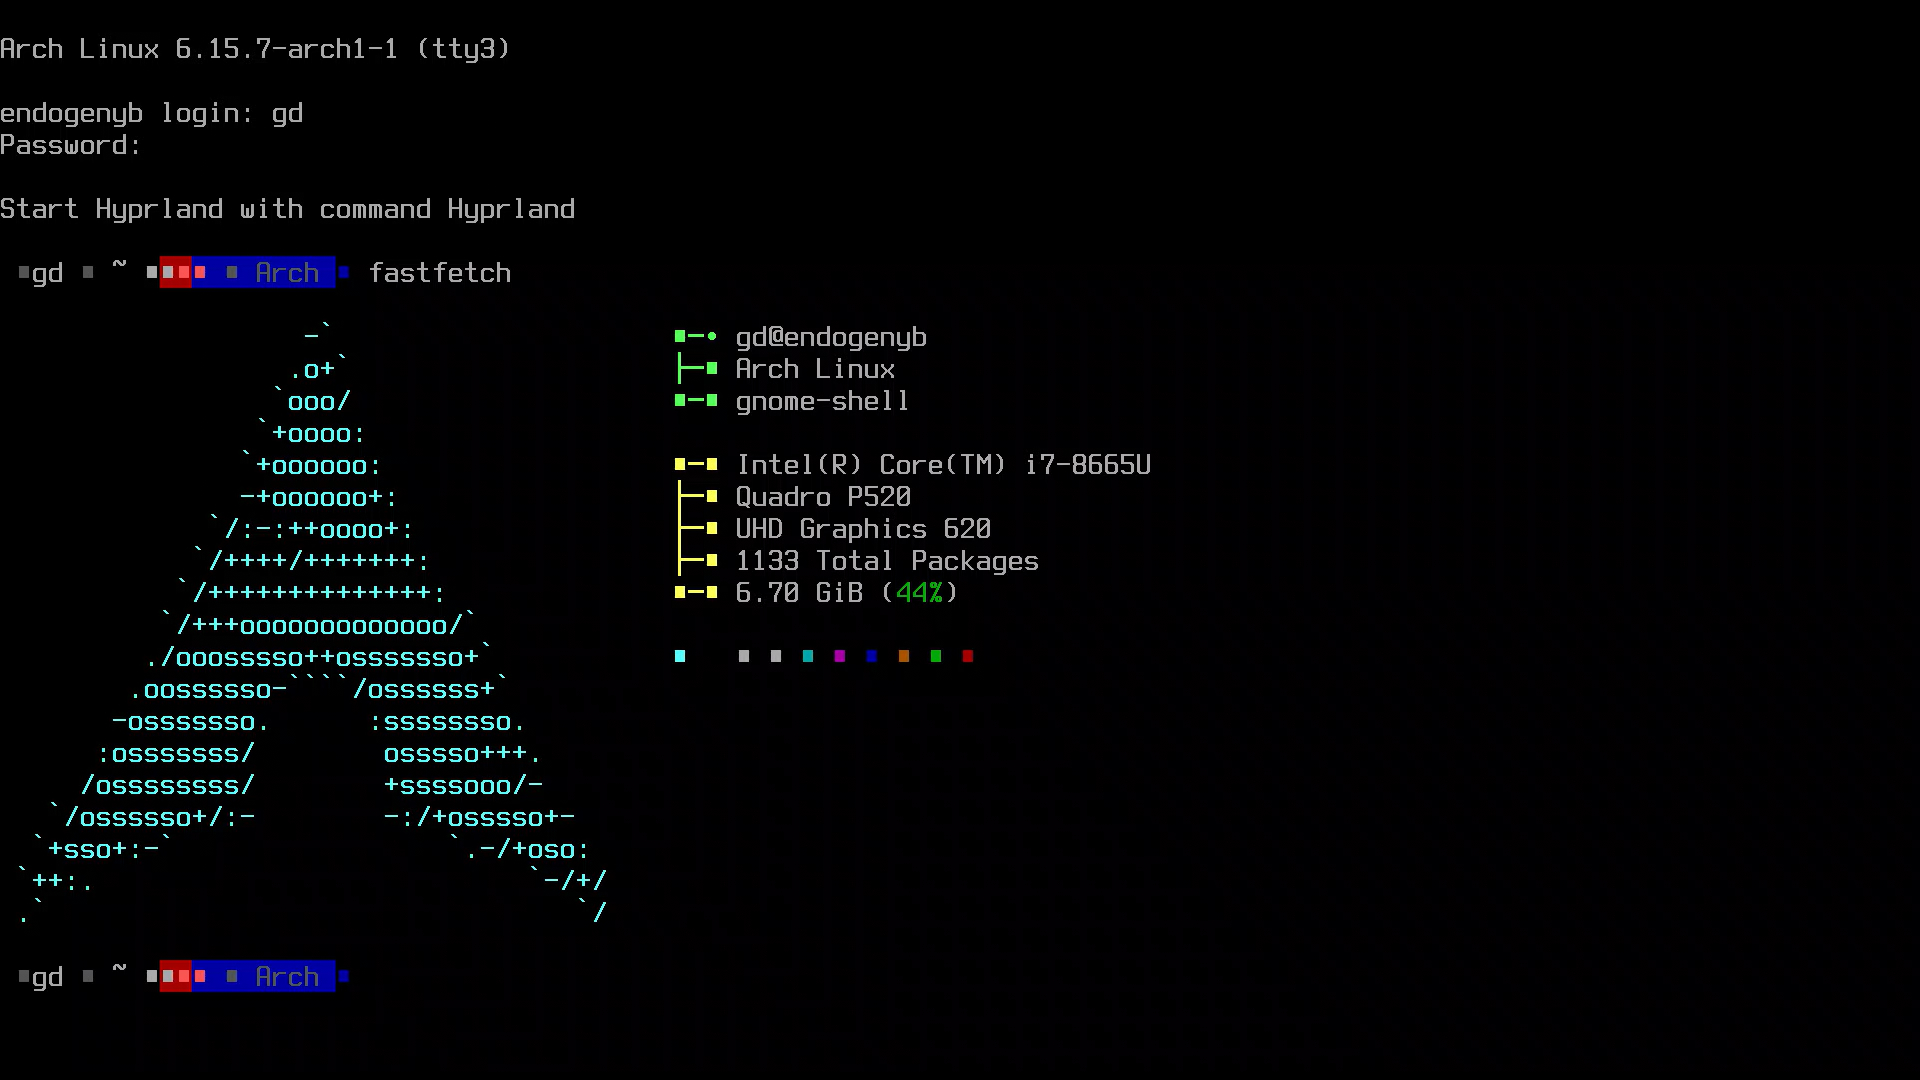 Arch Linux 6.15.7-arch1-1 (tty3)
endogenyb login: gd
Password:
Start Hyprland with command Hyprland
gd ~ Arch fastfetch
-`
.o+`
`ooo/
`+oooo:
`+oooooo:
-+oooooo+:
`/:-:++oooo+:
`/++++/+++++++:
`/++++++++++++++:
`/+++ooooooooooooo/`
./ooosssso++osssssso+`
.oossssso-````/ossssss+`
-osssssso. :ssssssso.
:osssssss/ osssso+++.
/ossssssss/ +ssssooo/-
`/ossssso+/:- -:/+osssso+-
`+sso+:-` `.-/+oso:
`++:. `-/+/
.` `/
gd@endogenyb
Arch Linux
gnome-shell
Intel(R) Core(TM) i7-8665U
Quadro P520
UHD Graphics 620
1133 Total Packages
6.70 GiB (44%)
gd ~ Arch